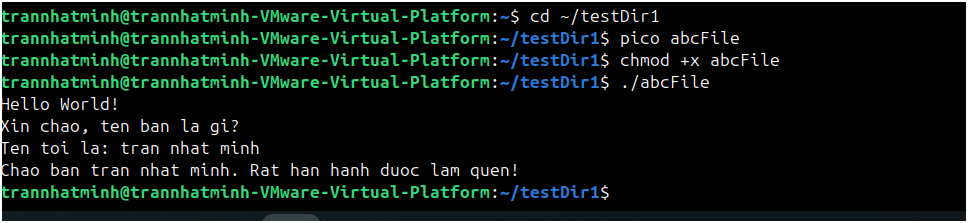 trannhatminh@trannhatminh-VMware-Virtual-Platform:~$ cd ~/testDir1
trannhatminh@trannhatminh-VMware-Virtual-Platform:~/testDir1$ pico abcFile
trannhatminh@trannhatminh-VMware-Virtual-Platform:~/testDir1$ chmod +x abcFile
trannhatminh@trannhatminh-VMware-Virtual-Platform:~/testDir1$ ./abcFile
Hello World!
Xin chao, ten ban la gi?
Ten toi la: tran nhat minh
Chao ban tran nhat minh. Rat han hanh duoc lam quen!
trannhatminh@trannhatminh-VMware-Virtual-Platform:~/testDir1$